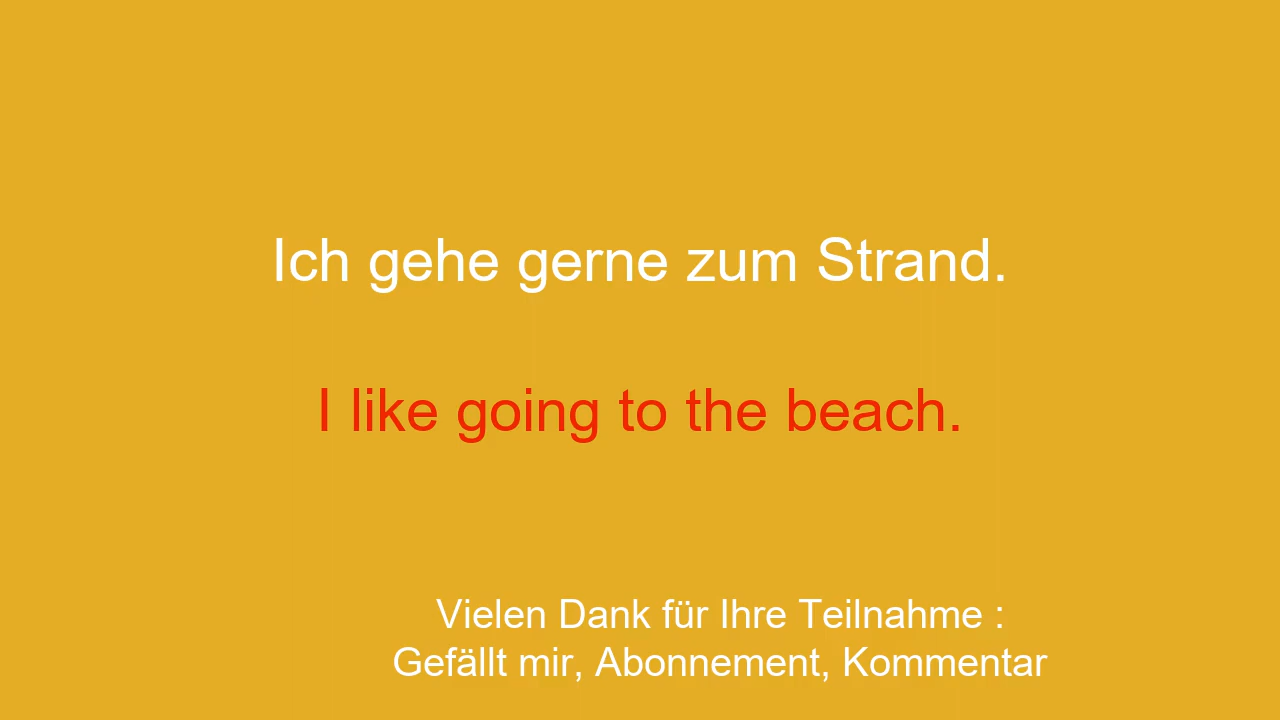 Ich gehe gerne zum Strand.
I like going to the beach.
Vielen Dank für Ihre Teilnahme :
Gefällt mir, Abonnement, Kommentar